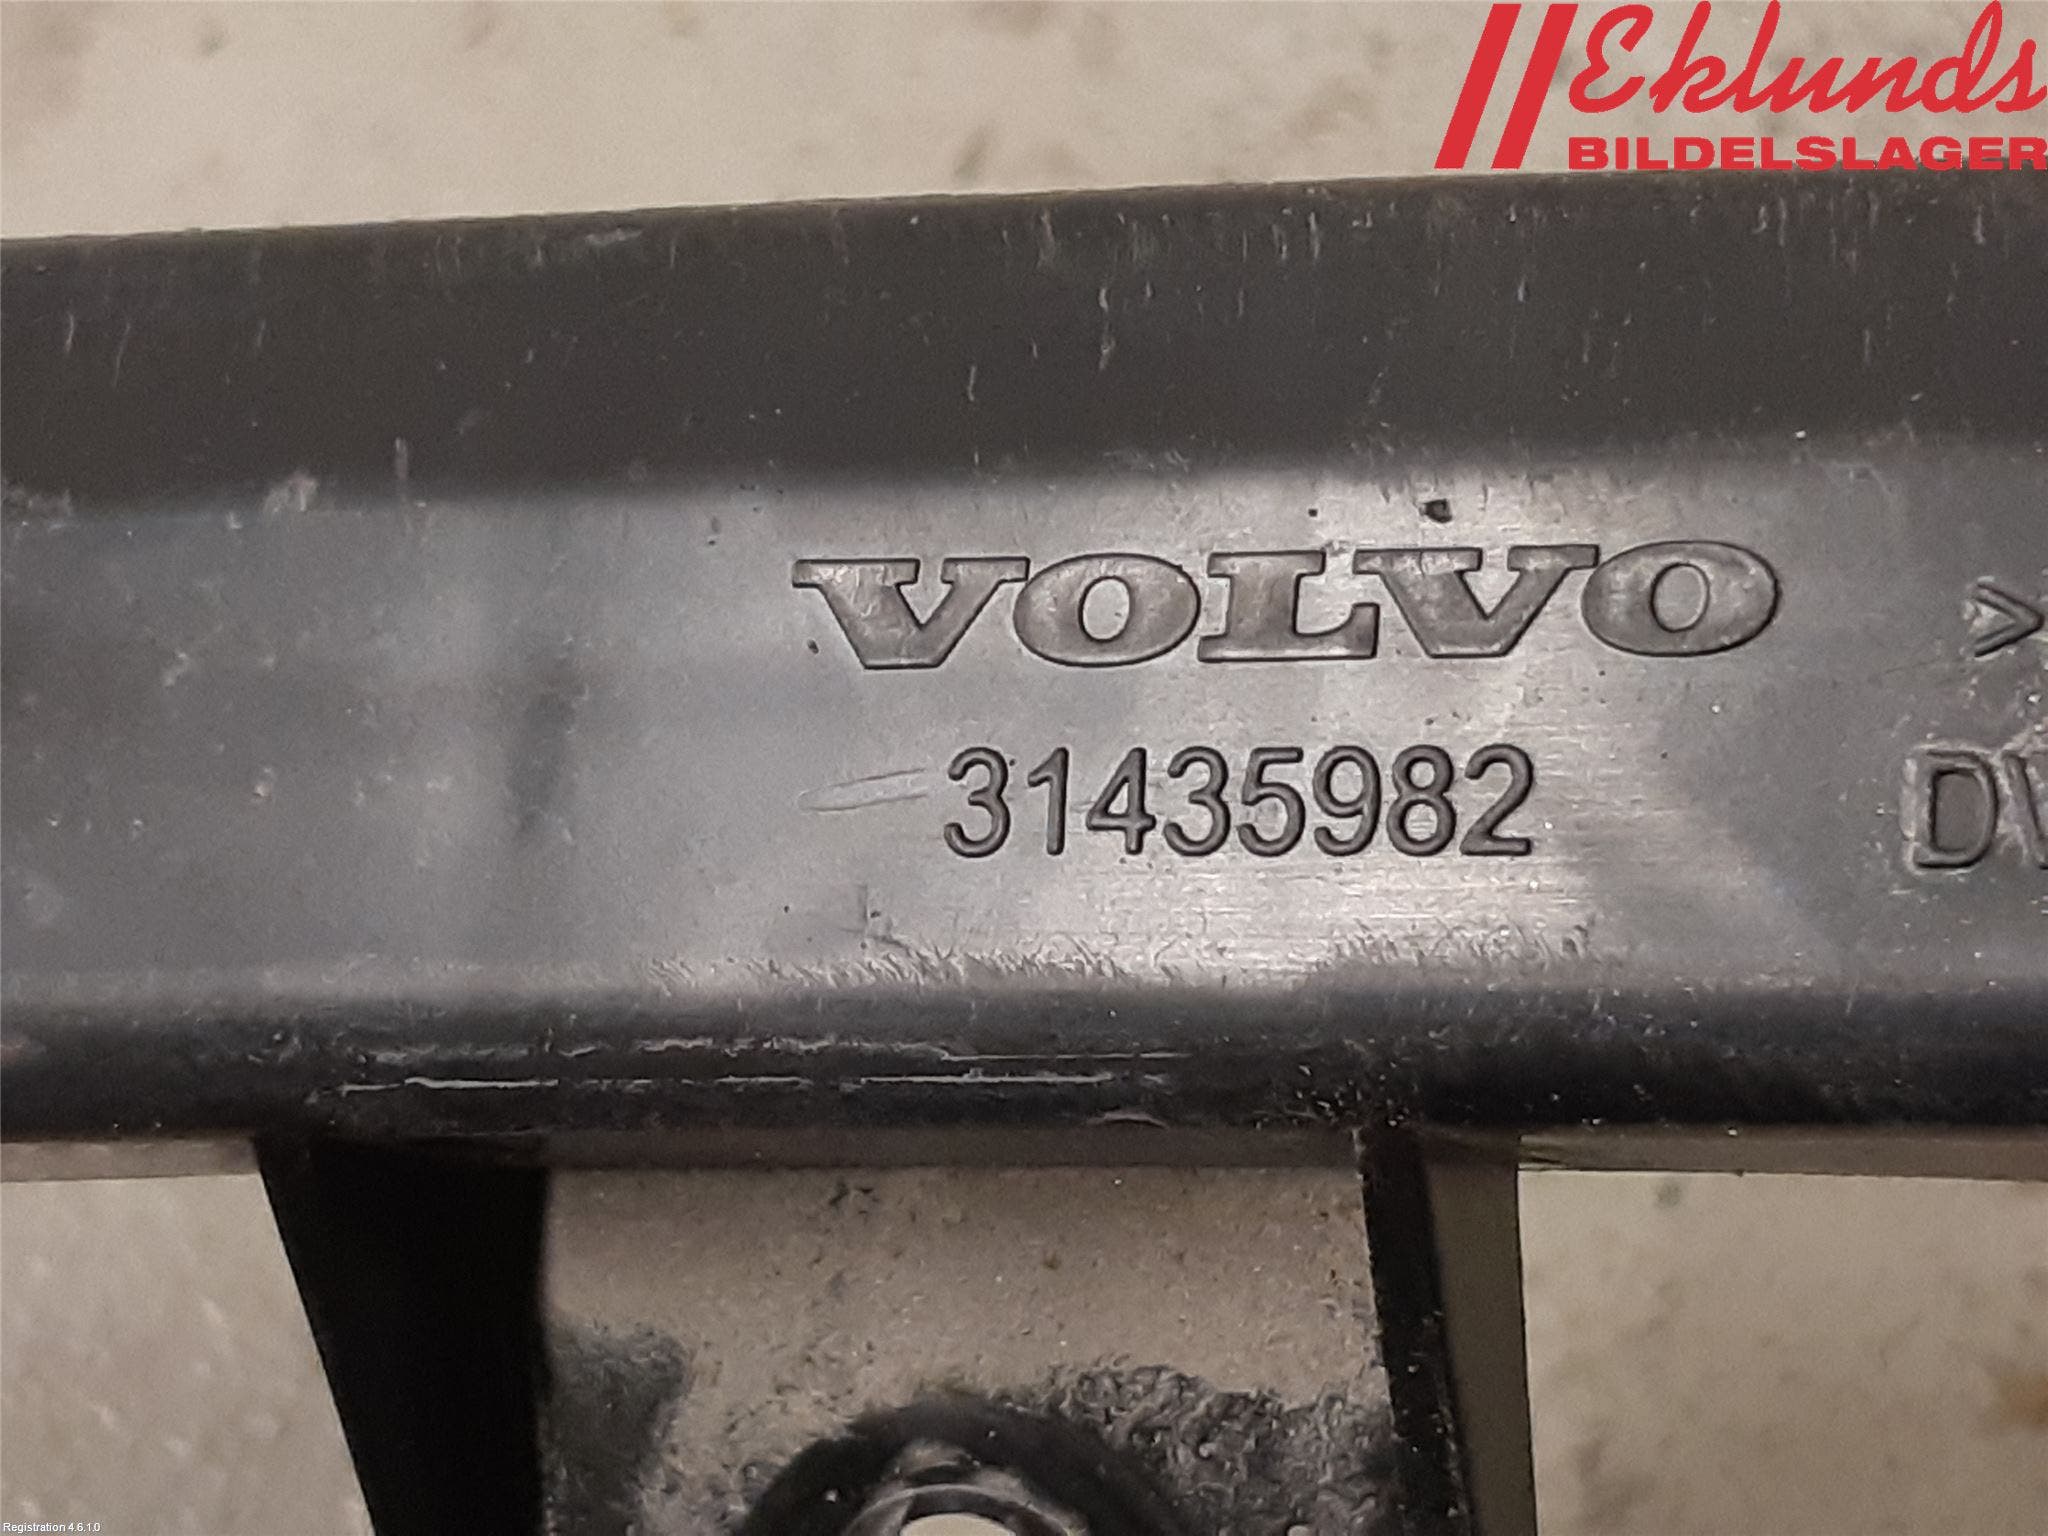 Eklunds
BILDELSLAGER
VOLVO
>
31435982
Registration 4.6.1.0